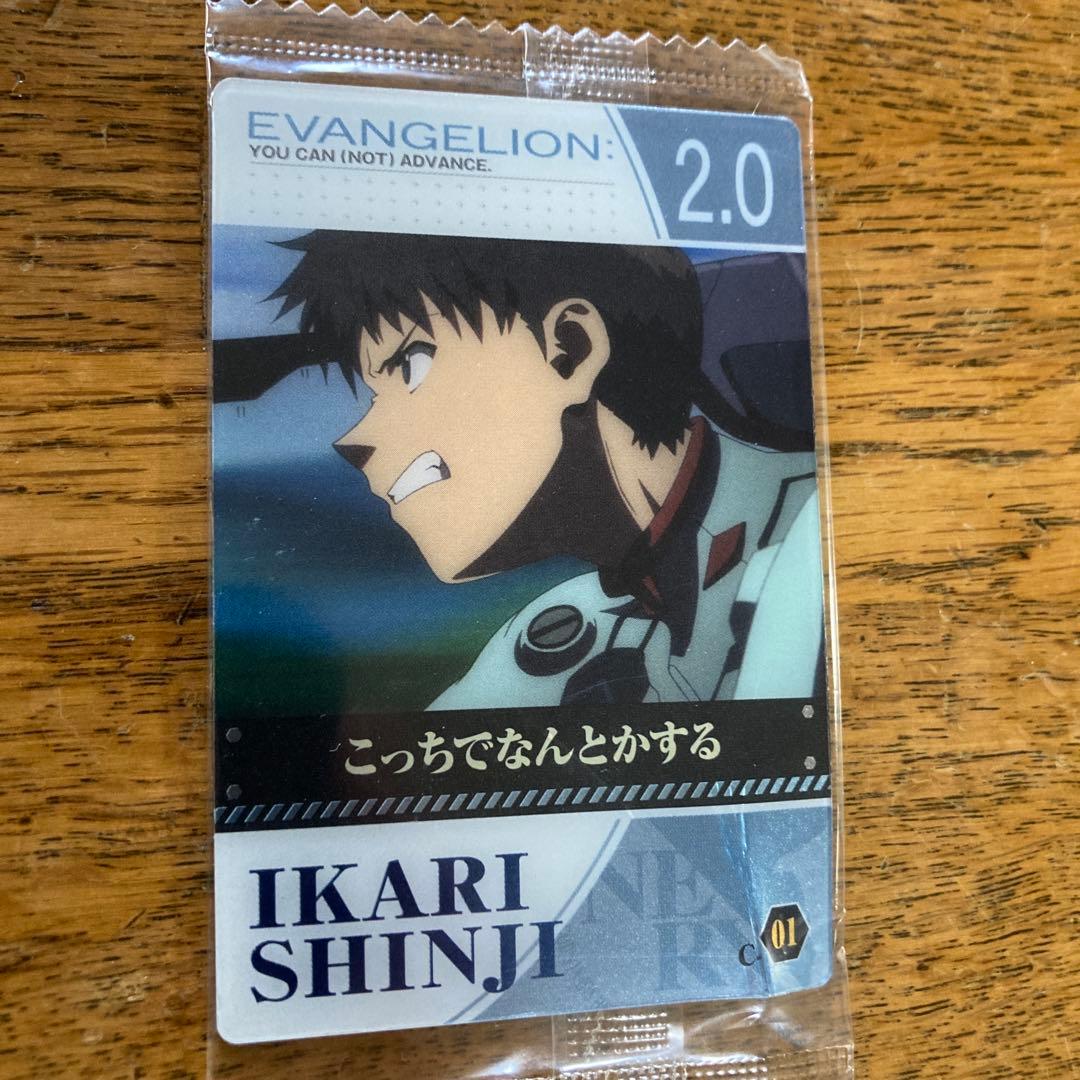 EVANGELION:
YOU CAN (NOT) ADVANCE.
2.0
こっちでなんとかする
IKARI
SHINJI
NERV
C.01